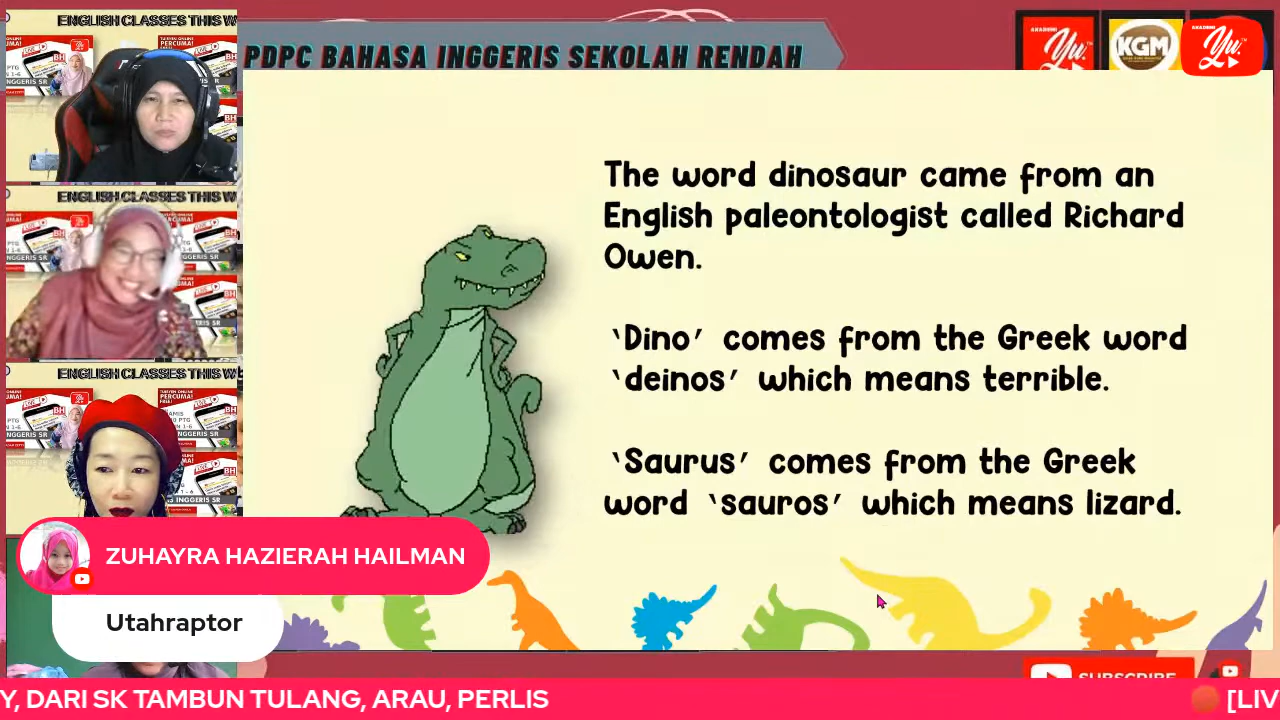 ENGLISH CLASSES THIS W
PDPC BAHASA INGGERIS SEKOLAH RENDAH
AKADEMI
KGM
AKADEMI
ENGLISH CLASSES THIS W
ENGLISH CLASSES THIS W
The word dinosaur came from an
English paleontologist called Richard
Owen.
‘Dino’ comes from the Greek word
‘deinos’ which means terrible.
‘Saurus’ comes from the Greek
word ‘sauros’ which means lizard.
ZUHAYRA HAZIERAH HAILMAN
Utahraptor
SUBSCRIBE
Y, DARI SK TAMBUN TULANG, ARAU, PERLIS
[LIV